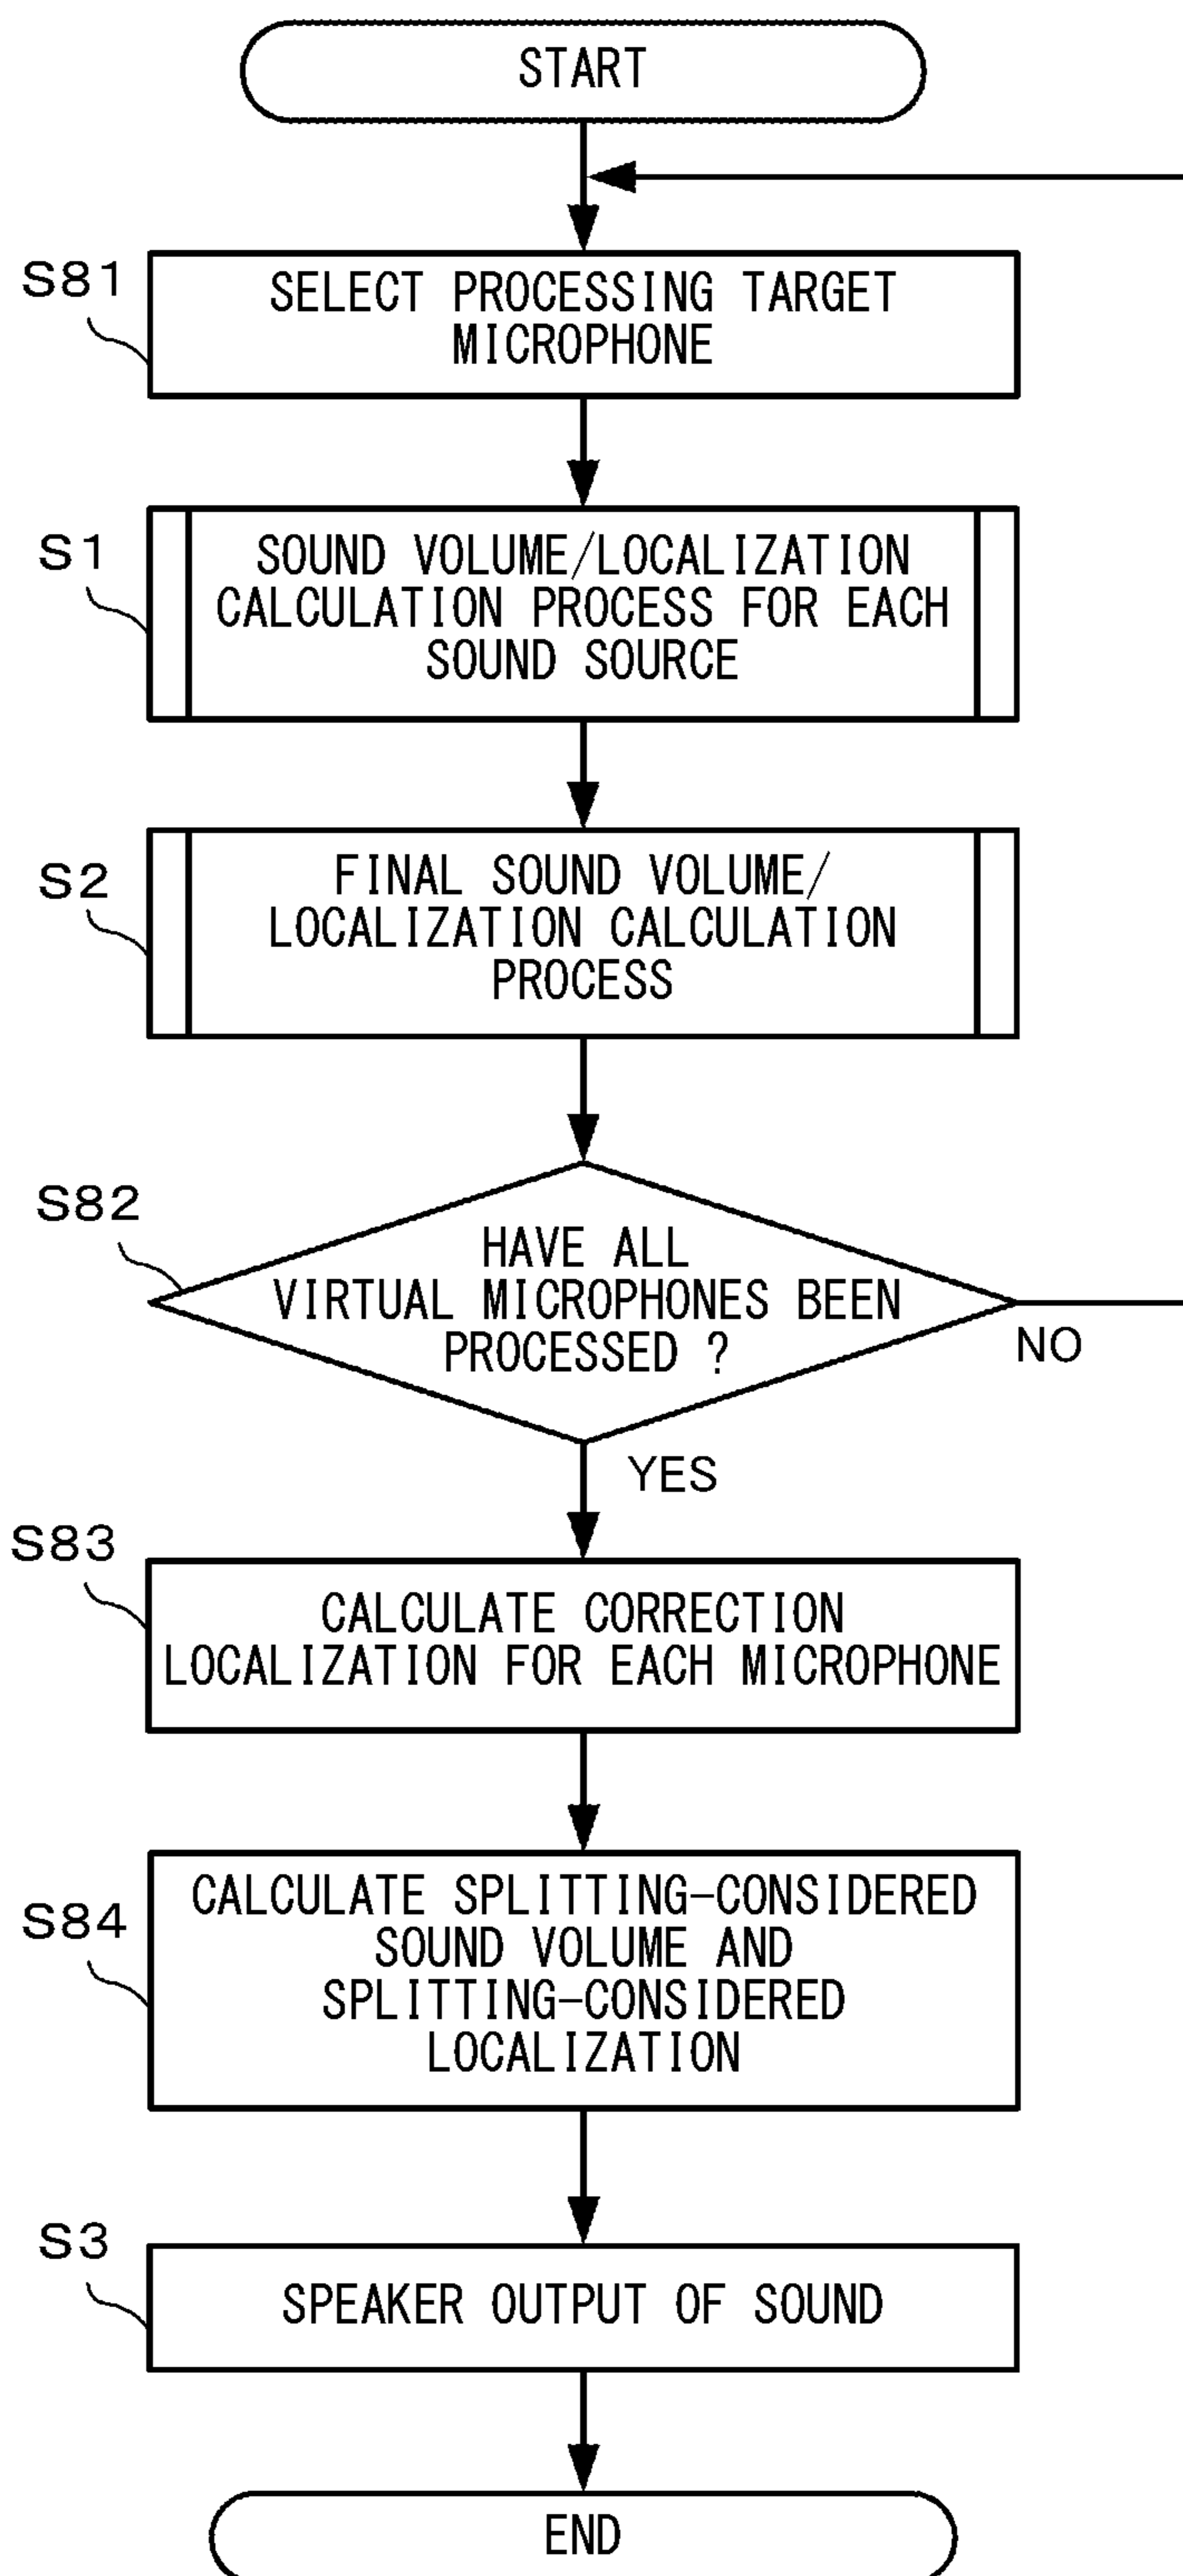 START
S81
SELECT PROCESSING TARGET
MICROPHONE
S1
SOUND VOLUME/LOCALIZATION
CALCULATION PROCESS FOR EACH
SOUND SOURCE
S2
FINAL SOUND VOLUME/
LOCALIZATION CALCULATION
PROCESS
S82
HAVE ALL
VIRTUAL MICROPHONES BEEN
PROCESSED ?
NO
YES
S83
CALCULATE CORRECTION
LOCALIZATION FOR EACH MICROPHONE
S84
CALCULATE SPLITTING-CONSIDERED
SOUND VOLUME AND
SPLITTING-CONSIDERED
LOCALIZATION
S3
SPEAKER OUTPUT OF SOUND
END